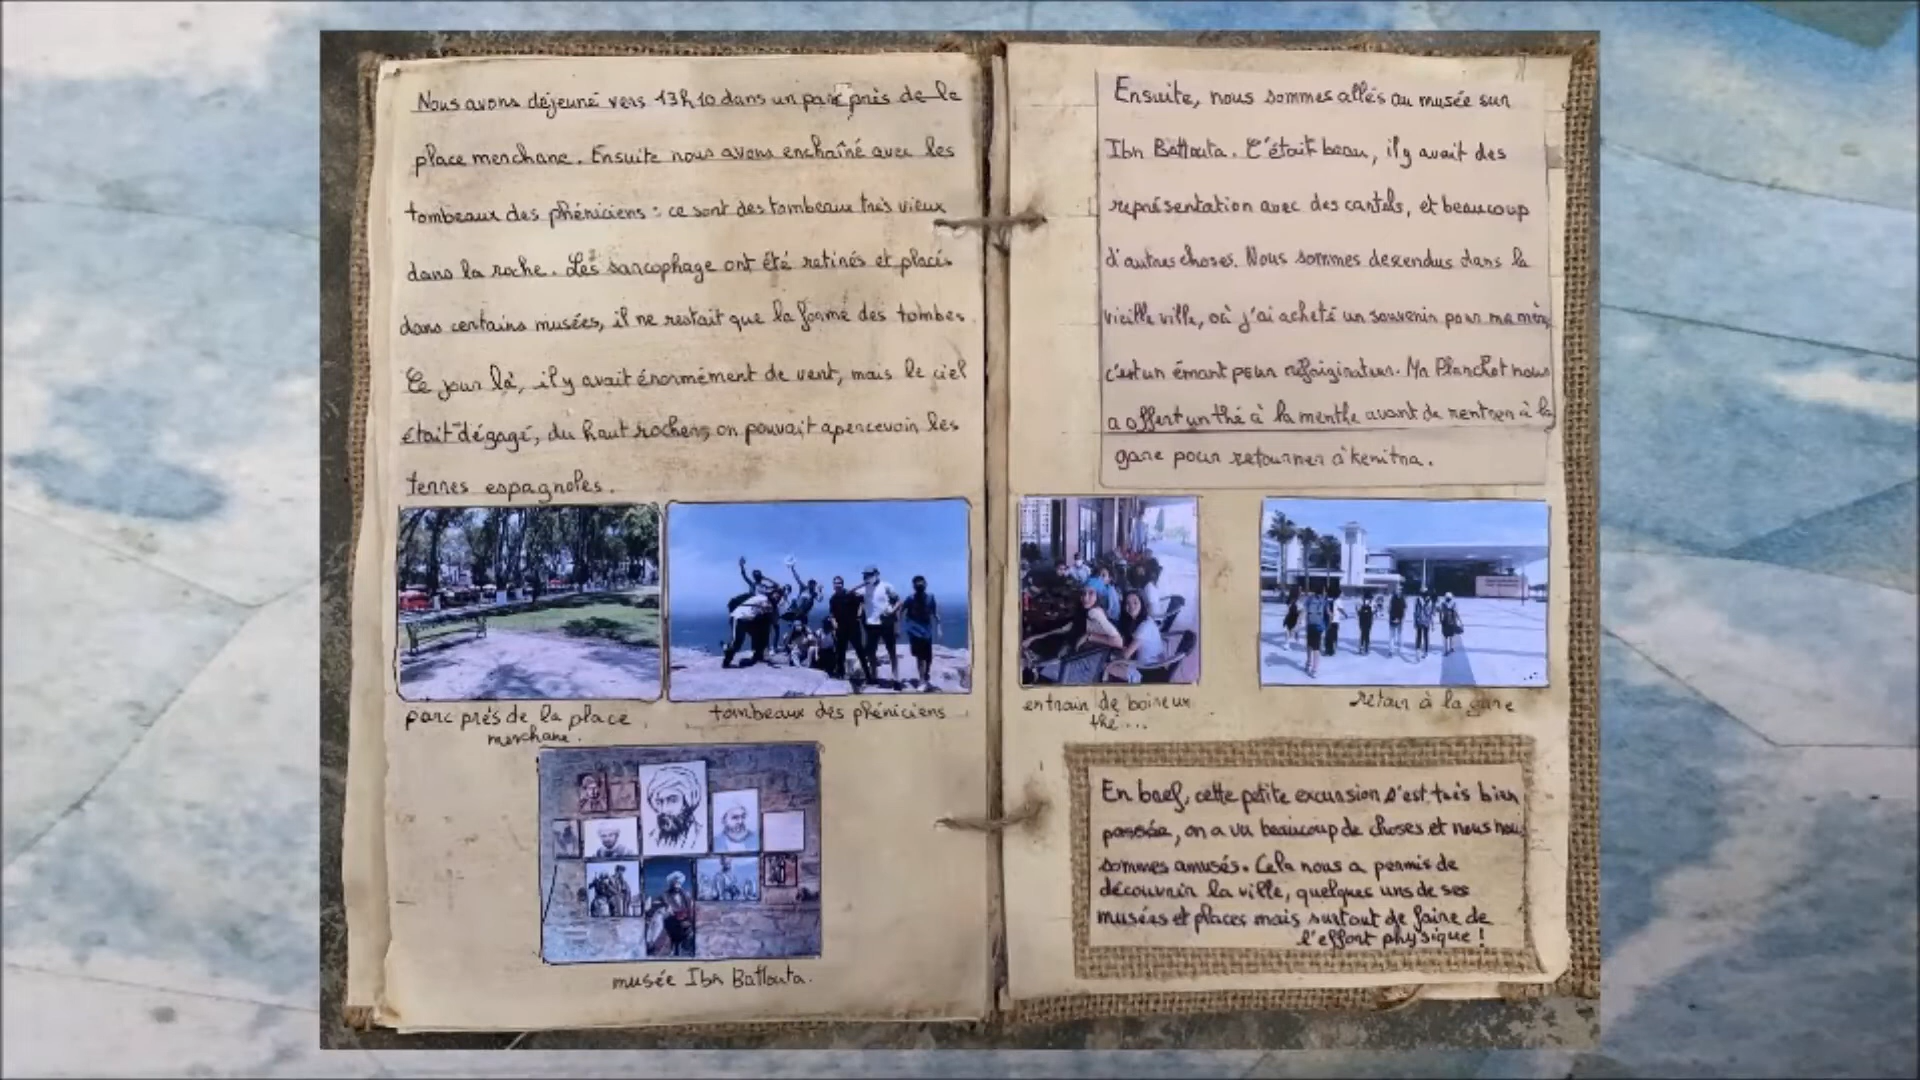 Nous avons déjeuné vers 13h10 dans un parc près de la
place merchane. Ensuite nous avons enchaîné avec les
tombeaux des phéniciens : ce sont des tombeaux très vieux
dans la roche. Les sarcophage ont été retirés et placés
dans certains musées, il ne restait que la forme des tombes.
Ce jour là, il y avait énormément de vent, mais le ciel
était dégagé, du haut rochers, on pouvait apercevoir les
terres espagnoles.
parc près de la place
merchane.
tombeaux des phéniciens
musée Ibn Battouta.
Ensuite, nous sommes allés au musée sur
Ibn Battouta. C'était beau, il y avait des
représentation avec des cartels, et beaucoup
d'autres choses. Nous sommes descendus dans la
vieille ville, où j'ai acheté un souvenir pour ma mère,
c'est un émant pour Mr Planchot nous
a offert un thé à la menthe avant de rentrer à la
gare pour retourner à kenitra.
entrain de boire un
thé...
retour à la gare
En bref, cette petite excursion s'est très bien
passée, on a vu beaucoup de choses et nous nous
sommes amusés. Cela nous a permis de
découvrir la ville, quelques uns de ses
musées et places mais surtout de faire de
l'effort physique !